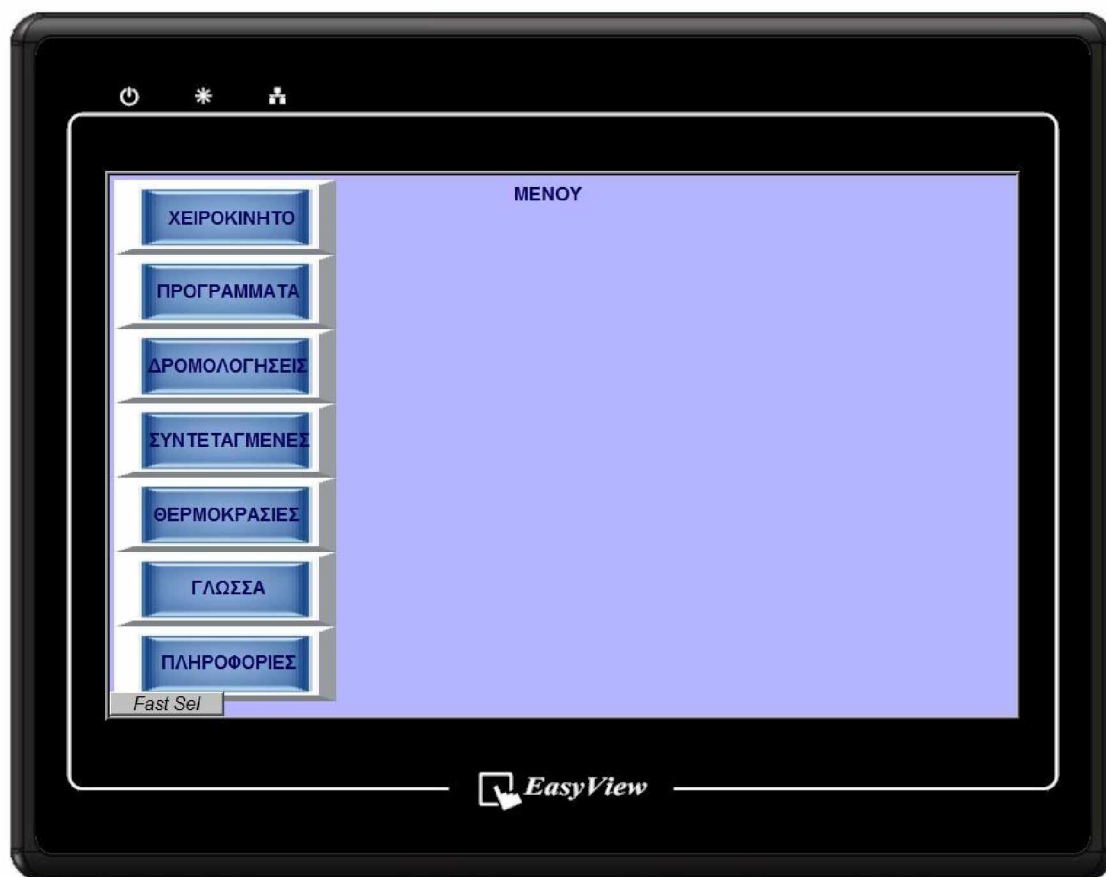 ΜΕΝΟΥ
ΧΕΙΡΟΚΙΝΗΤΟ
ΠΡΟΓΡΑΜΜΑΤΑ
ΔΡΟΜΟΛΟΓΗΣΕΙΣ
ΣΥΝΤΕΤΑΓΜΕΝΕΣ
ΘΕΡΜΟΚΡΑΣΙΕΣ
ΓΛΩΣΣΑ
ΠΛΗΡΟΦΟΡΙΕΣ
Fast Sel
EasyView